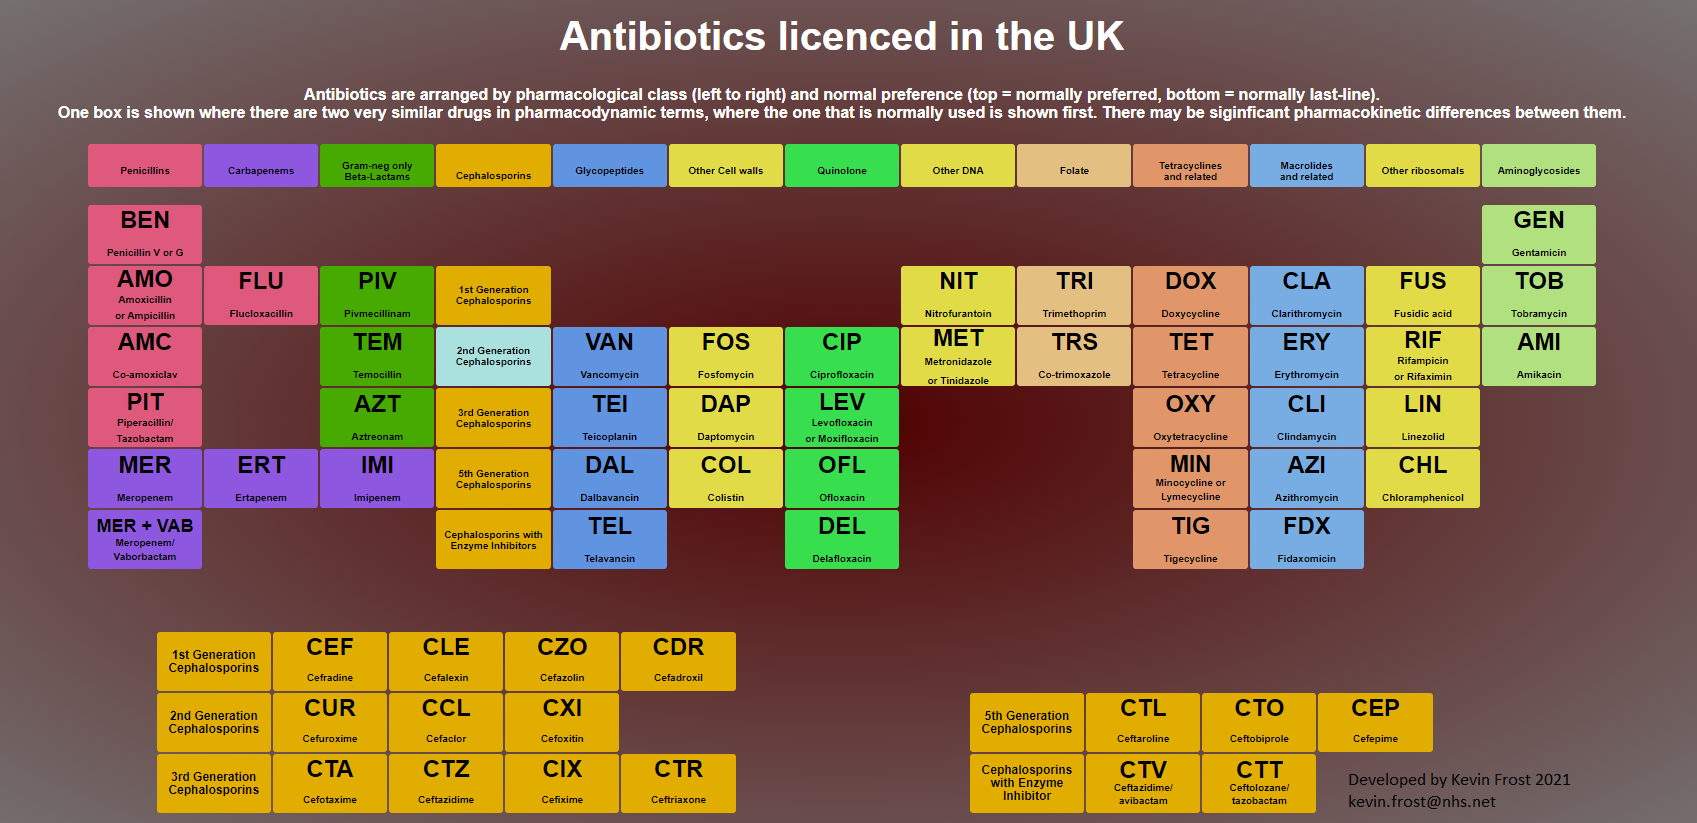 Antibiotics licenced in the UK
Antibiotics are arranged by pharmacological class (left to right) and normal preference (top = normally preferred, bottom = normally last-line).
One box is shown where there are two very similar drugs in pharmacodynamic terms, where the one that is normally used is shown first. There may be siginficant pharmacokinetic differences between them.
Penicillins
Carbapenems
Gram-neg only
Beta-Lactams
Cephalosporins
Glycopeptides
Other Cell walls
Quinolone
Other DNA
Folate
Tetracyclines
and related
Macrolides
and related
Other ribosomals
Aminoglycosides
BEN
Penicillin V or G
GEN
Gentamicin
AMO
Amoxicillin
or Ampicillin
FLU
Flucloxacillin
PIV
Pivmecillinam
1st Generation
Cephalosporins
NIT
Nitrofurantoin
TRI
Trimethoprim
DOX
Doxycycline
CLA
Clarithromycin
FUS
Fusidic acid
TOB
Tobramycin
AMC
Co-amoxiclav
TEM
Temocillin
2nd Generation
Cephalosporins
VAN
Vancomycin
FOS
Fosfomycin
CIP
Ciprofloxacin
MET
Metronidazole
or Tinidazole
TRS
Co-trimoxazole
TET
Tetracycline
ERY
Erythromycin
RIF
Rifampicin
or Rifaximin
AMI
Amikacin
PIT
Piperacillin/
Tazobactam
AZT
Aztreonam
3rd Generation
Cephalosporins
TEI
Teicoplanin
DAP
Daptomycin
LEV
Levofloxacin
or Moxifloxacin
OXY
Oxytetracycline
CLI
Clindamycin
LIN
Linezolid
MER
Meropenem
ERT
Ertapenem
IMI
Imipenem
5th Generation
Cephalosporins
DAL
Dalbavancin
COL
Colistin
OFL
Ofloxacin
MIN
Minocycline or
Lymecycline
AZI
Azithromycin
CHL
Chloramphenicol
MER + VAB
Meropenem/
Vaborbactam
Cephalosporins with
Enzyme Inhibitors
TEL
Telavancin
DEL
Delafloxacin
TIG
Tigecycline
FDX
Fidaxomicin
1st Generation
Cephalosporins
CEF
Cefradine
CLE
Cefalexin
CZO
Cefazolin
CDR
Cefadroxil
2nd Generation
Cephalosporins
CUR
Cefuroxime
CCL
Cefaclor
CXI
Cefoxitin
5th Generation
Cephalosporins
CTL
Ceftaroline
CTO
Ceftobiprole
CEP
Cefepime
3rd Generation
Cephalosporins
CTA
Cefotaxime
CTZ
Ceftazidime
CIX
Cefixime
CTR
Ceftriaxone
Cephalosporins
with Enzyme
Inhibitor
CTV
Ceftazidime/
avibactam
CTT
Ceftolozane/
tazobactam
Developed by Kevin Frost 2021
kevin.frost@nhs.net